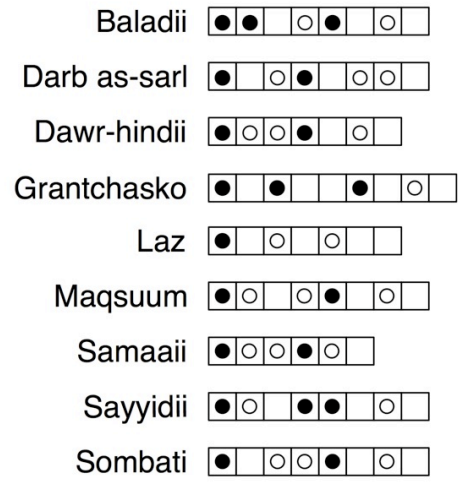 Baladii
Darb as-sarl
Dawr-hindii
Grantchasko
Laz
Maqsuum
Samaaii
Sayyidii
Sombati